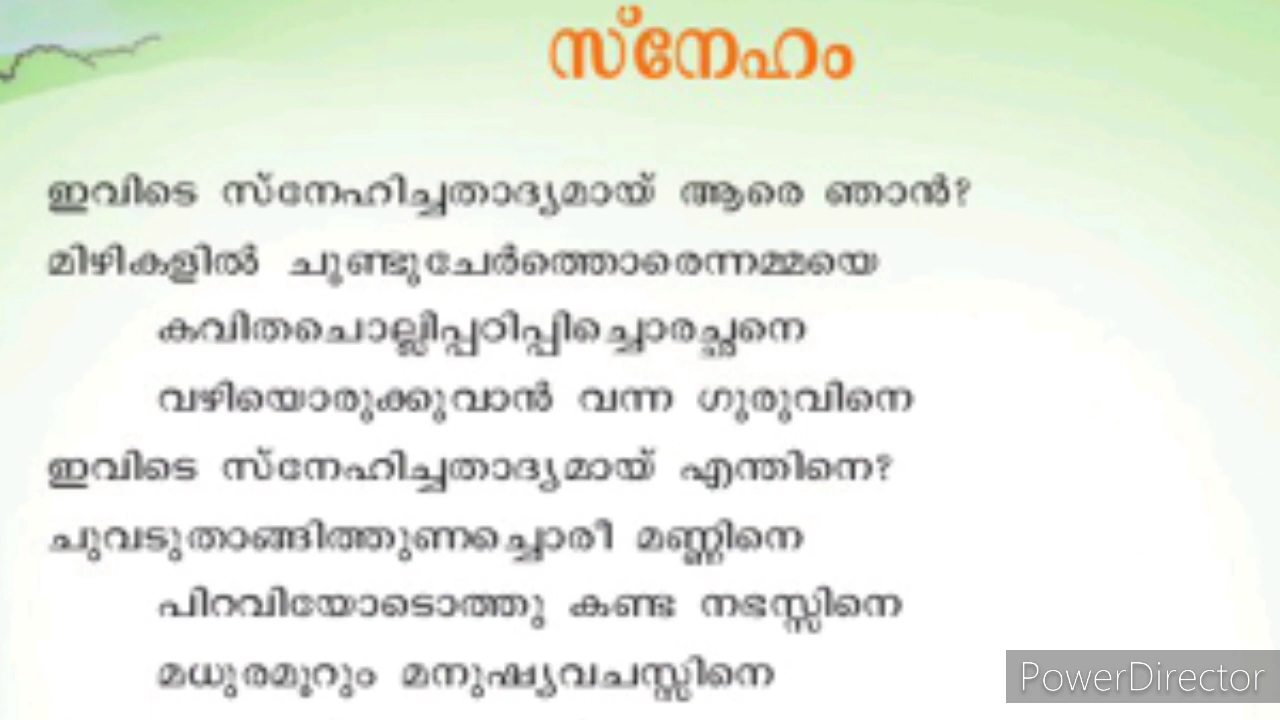 സ്നേഹം
ഇവിടെ സ്നേഹിച്ചതാദ്യമായ് ആരെ ഞാൻ?
മിഴികളിൽ ചുണ്ടുചേർത്തൊരെന്നമ്മയെ
കവിതചൊല്ലിപ്പഠിപ്പിച്ചൊരച്ഛനെ
വഴിയൊരുക്കുവാൻ വന്ന ഗുരുവിനെ
ഇവിടെ സ്നേഹിച്ചതാദ്യമായ് എന്തിനെ?
ചുവടുതാങ്ങിത്തുണച്ചൊരീ മണ്ണിനെ
പിറവിയോടൊത്തു കണ്ട നഭസ്സിനെ
മധുരമൂറും മനുഷ്യവചസ്സിനെ
PowerDirector